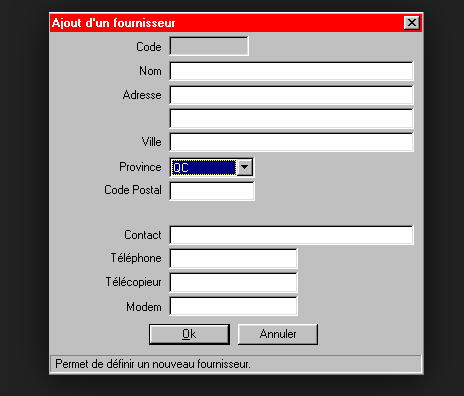 Ajout d'un fournisseur
Code
Nom
Adresse
Ville
Province QC
Code Postal
Contact
Téléphone
Télécopieur
Modem
Ok Annuler
Permet de définir un nouveau fournisseur.